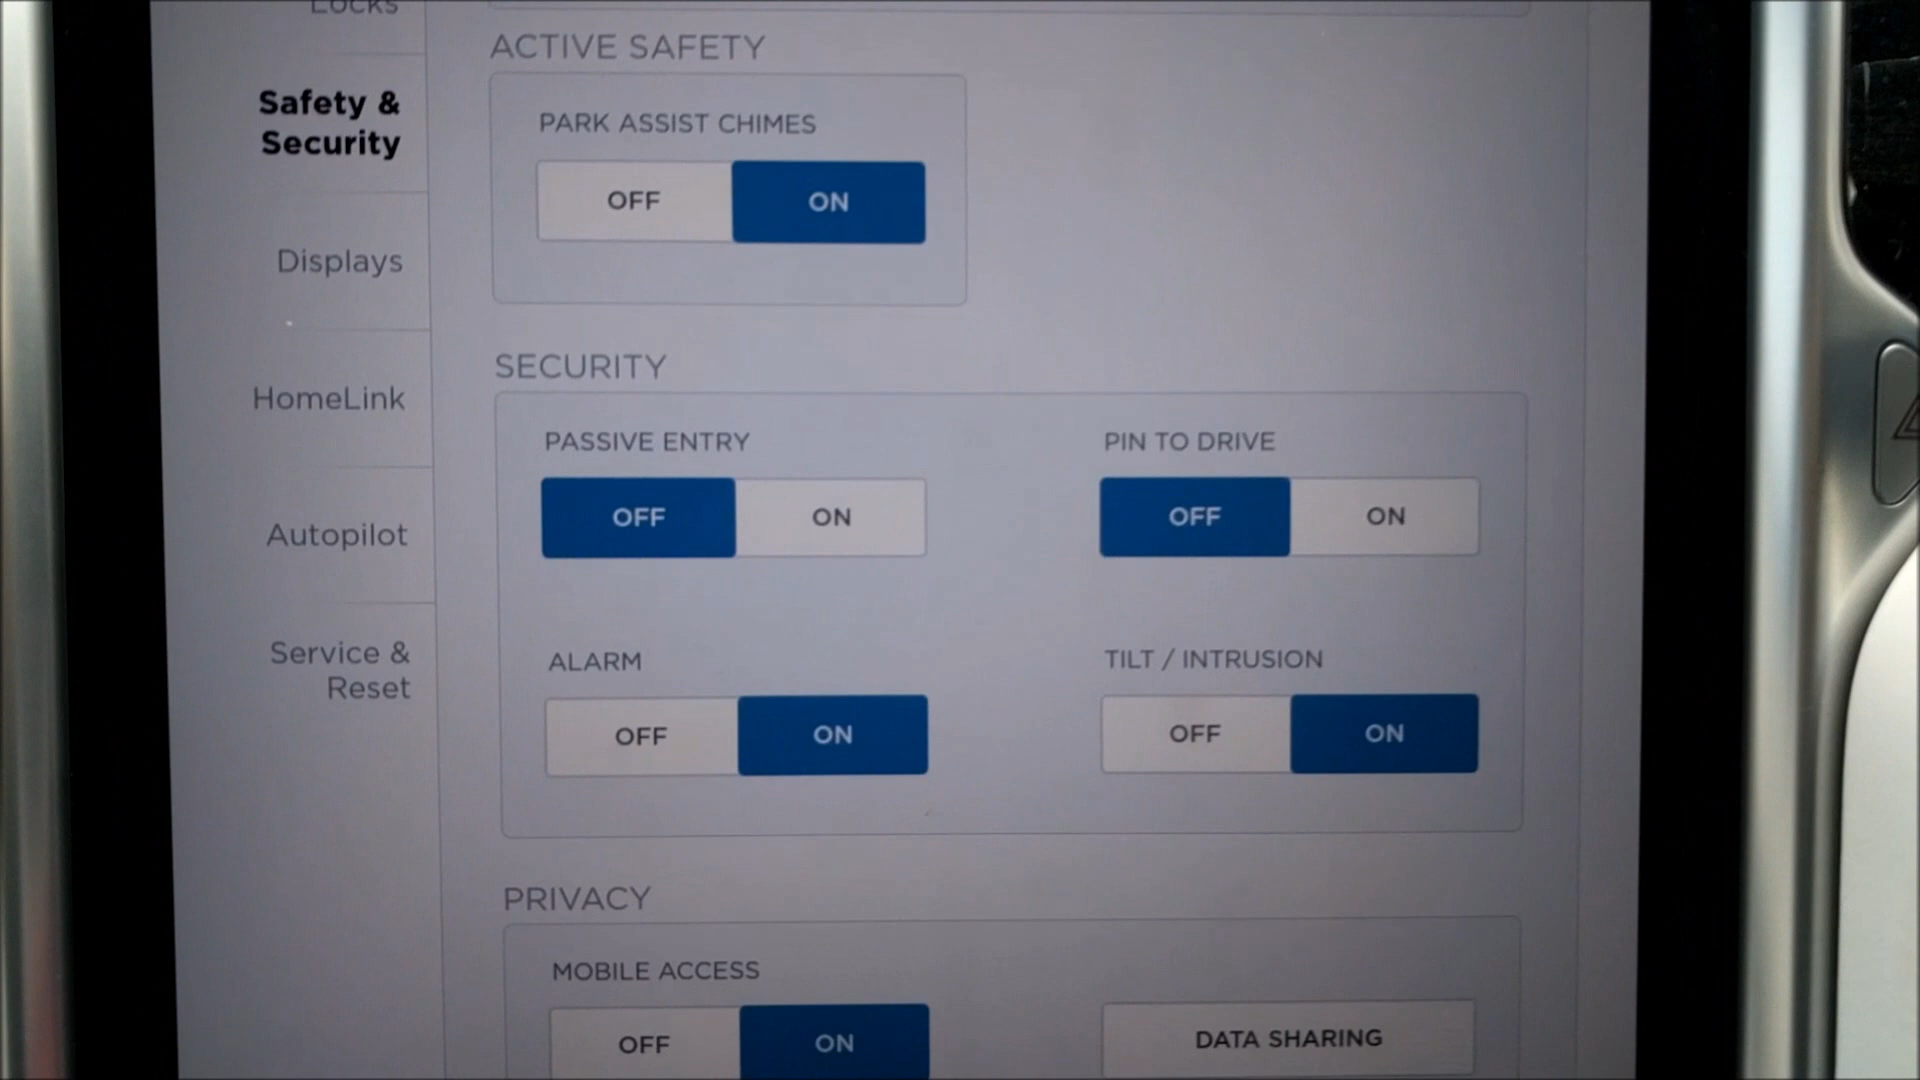 Locks
Safety &
Security
Displays
HomeLink
Autopilot
Service &
Reset
ACTIVE SAFETY
PARK ASSIST CHIMES
OFF ON
SECURITY
PASSIVE ENTRY PIN TO DRIVE
OFF ON OFF ON
ALARM TILT / INTRUSION
OFF ON OFF ON
PRIVACY
MOBILE ACCESS
OFF ON DATA SHARING